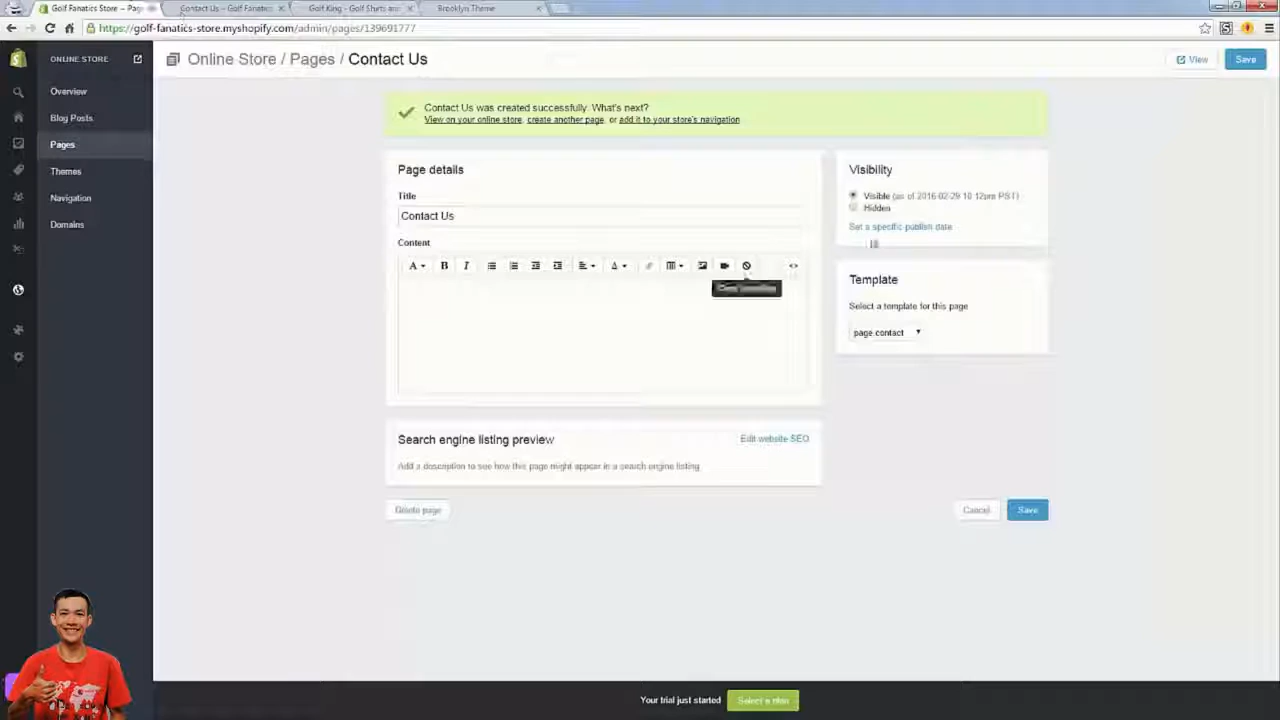 Golf Fanatics Store – Pag
Contact Us – Golf Fanatic
Golf King - Golf Shirts and
Brooklyn Theme
https://golf-fanatics-store.myshopify.com/admin/pages/139691777
ONLINE STORE
Online Store / Pages / Contact Us
View
Save
Overview
Blog Posts
Pages
Themes
Navigation
Domains
Contact Us was created successfully. What's next?
View on your online store, create another page, or add it to your store's navigation
Page details
Title
Contact Us
Content
Visibility
Visible (as of 2016-02-29 10:12pm PST)
Hidden
Set a specific publish date
Template
Select a template for this page
page.contact
Search engine listing preview
Edit website SEO
Add a description to see how this page might appear in a search engine listing
Delete page
Cancel
Save
Your trial just started
Select a plan